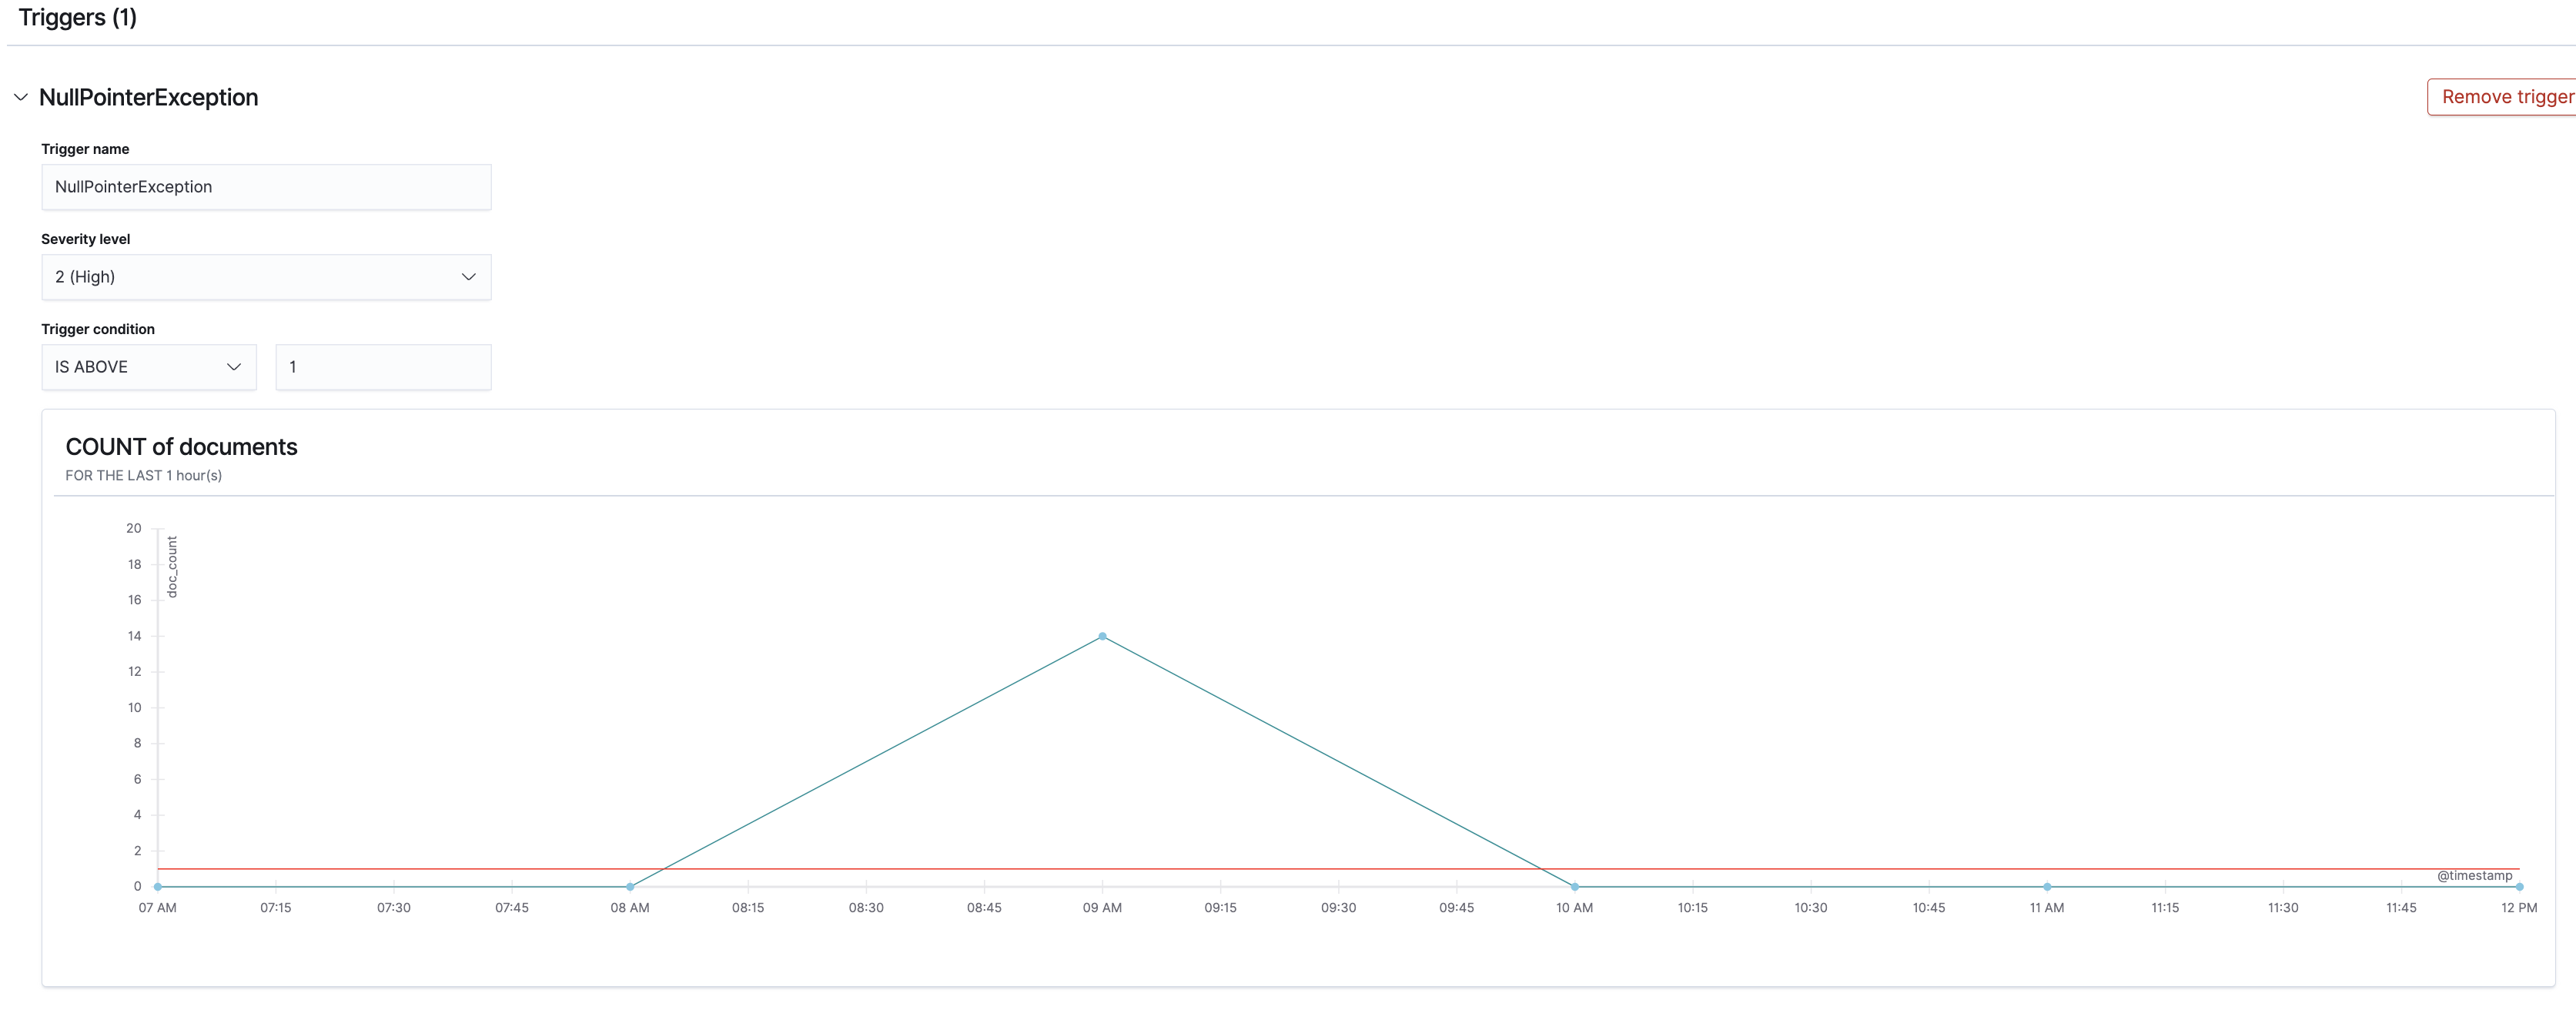 Triggers (1)
NullPointerException
Remove trigger
Trigger name
NullPointerException
Severity level
2 (High)
Trigger condition
IS ABOVE 1
COUNT of documents
FOR THE LAST 1 hour(s)
20
18
16
14
12
10
8
6
4
2
0
doc_count
@timestamp
07 AM 07:15 07:30 07:45 08 AM 08:15 08:30 08:45 09 AM 09:15 09:30 09:45 10 AM 10:15 10:30 10:45 11 AM 11:15 11:30 11:45 12 PM